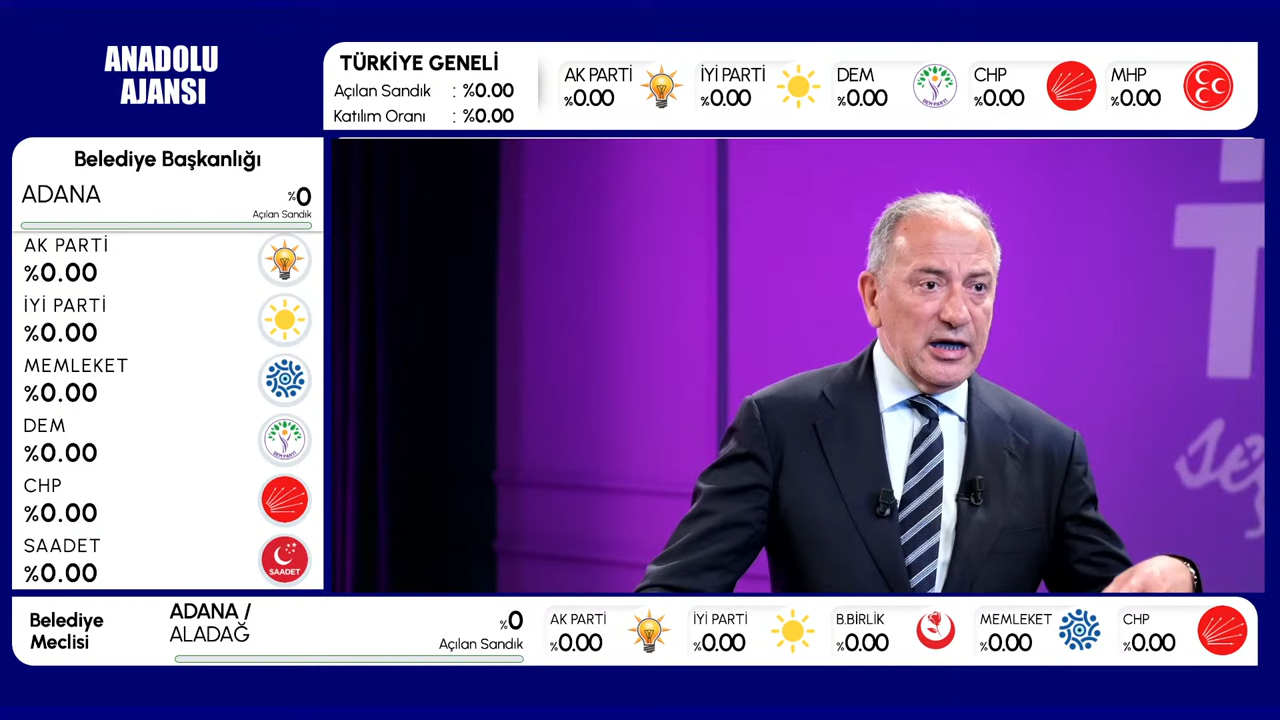 ANADOLU
AJANSI
TÜRKİYE GENELİ
Açılan Sandık : %0.00
Katılım Oranı : %0.00
AK PARTİ
%0.00
İYİ PARTİ
%0.00
DEM
%0.00
DEM PARTİ
CHP
%0.00
MHP
%0.00
Belediye Başkanlığı
ADANA
%0
Açılan Sandık
AK PARTİ
%0.00
İYİ PARTİ
%0.00
MEMLEKET
%0.00
DEM
%0.00
DEM PARTİ
CHP
%0.00
SAADET
%0.00
SAADET
Belediye
Meclisi
ADANA /
ALADAĞ
%0
Açılan Sandık
AK PARTİ
%0.00
İYİ PARTİ
%0.00
B.BİRLİK
%0.00
MEMLEKET
%0.00
CHP
%0.00